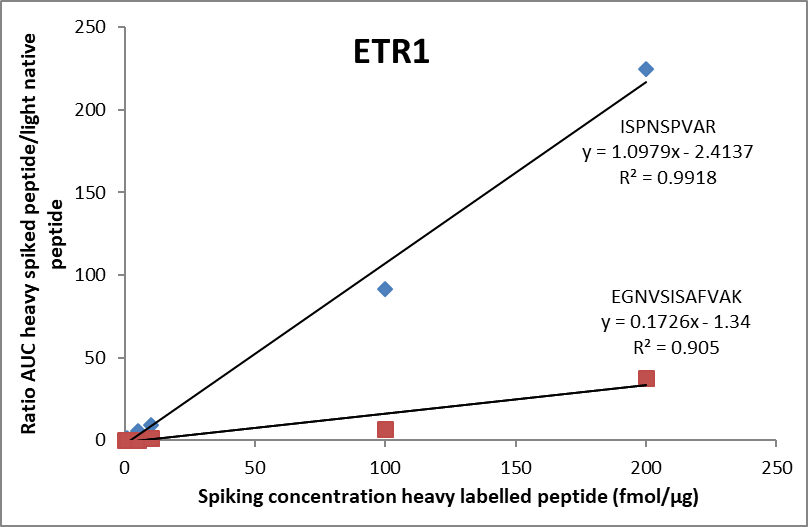 ETR1
Ratio AUC heavy spiked peptide/light native
peptide
250
200
150
100
50
0
ISPNSPVAR
y = 1.0979x - 2.4137
R² = 0.9918
EGNVSISAFVAK
y = 0.1726x - 1.34
R² = 0.905
0 50 100 150 200 250
Spiking concentration heavy labelled peptide (fmol/µg)